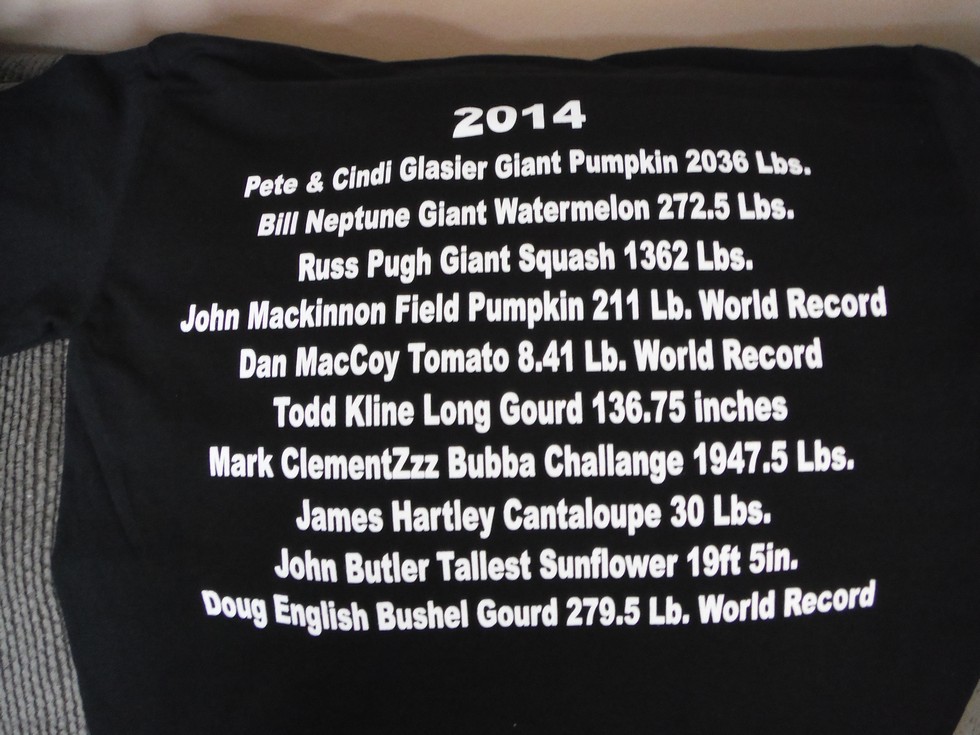 2014
Pete & Cindi Glasier Giant Pumpkin 2036 Lbs.
Bill Neptune Giant Watermelon 272.5 Lbs.
Russ Pugh Giant Squash 1362 Lbs.
John Mackinnon Field Pumpkin 211 Lb. World Record
Dan MacCoy Tomato 8.41 Lb. World Record
Todd Kline Long Gourd 136.75 inches
Mark ClementZzz Bubba Challange 1947.5 Lbs.
James Hartley Cantaloupe 30 Lbs.
John Butler Tallest Sunflower 19ft 5in.
Doug English Bushel Gourd 279.5 Lb. World Record